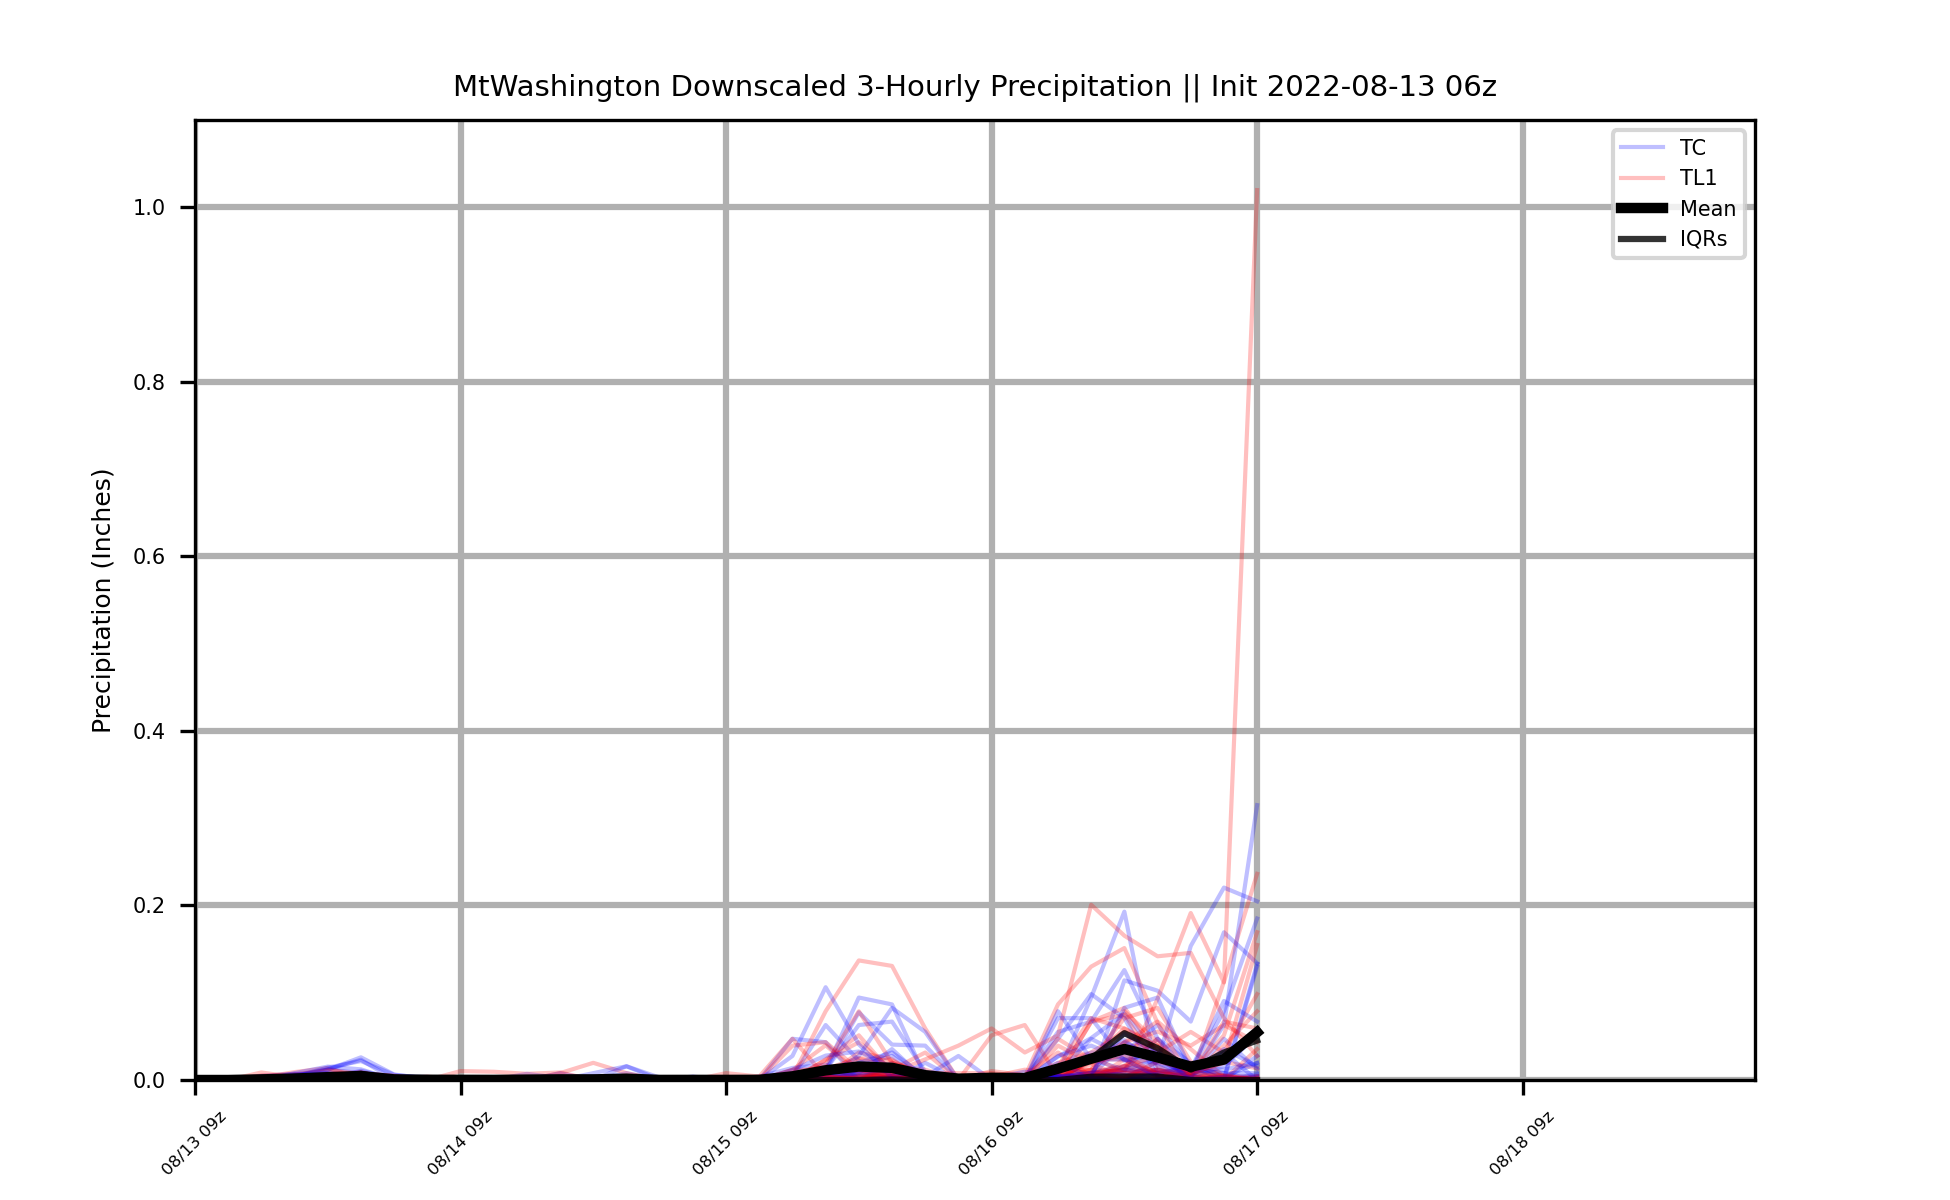 MtWashington Downscaled 3-Hourly Precipitation || Init 2022-08-13 06z
TC
TL1
Mean
IQRs
Precipitation (Inches)
1.0
0.8
0.6
0.4
0.2
0.0
08/13 09z
08/14 09z
08/15 09z
08/16 09z
08/17 09z
08/18 09z